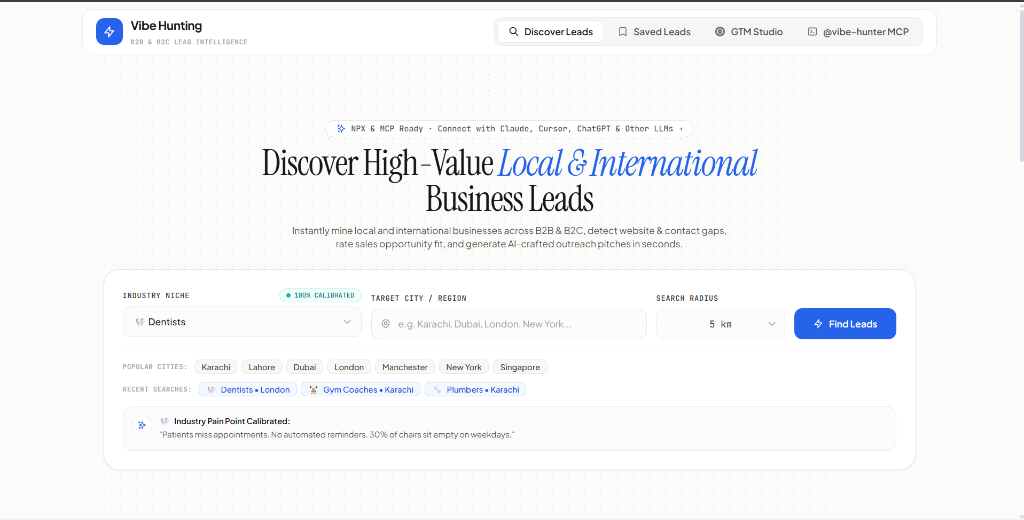 Vibe Hunting
B2B & B2C LEAD INTELLIGENCE
Discover Leads
Saved Leads
GTM Studio
@vibe-hunter MCP
NPX & MCP Ready · Connect with Claude, Cursor, ChatGPT & Other LLMs
Discover High-Value Local & International
Business Leads
Instantly mine local and international businesses across B2B & B2C, detect website & contact gaps,
rate sales opportunity fit, and generate AI-crafted outreach pitches in seconds.
INDUSTRY NICHE
100% CALIBRATED
TARGET CITY / REGION
SEARCH RADIUS
Dentists
e.g. Karachi, Dubai, London, New York...
5 km
Find Leads
POPULAR CITIES: Karachi Lahore Dubai London Manchester New York Singapore
RECENT SEARCHES: Dentists • London Gym Coaches • Karachi Plumbers • Karachi
Industry Pain Point Calibrated:
"Patients miss appointments. No automated reminders. 30% of chairs sit empty on weekdays."